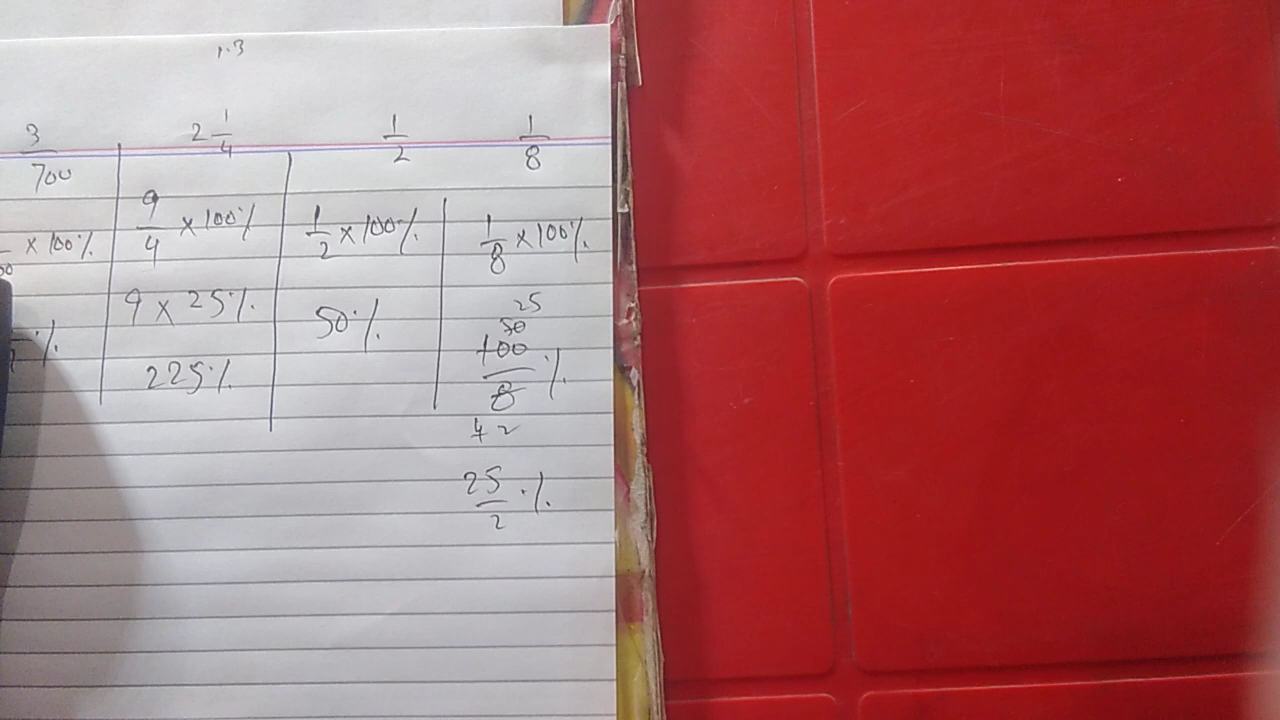 1.3
3/700 2 1/4 1/2 1/8
× 100% 9/4 × 100% 1/2 × 100% 1/8 × 100%
% 9 × 25% 50% 25
50
100/8 %
225% 4 2
25/2 %